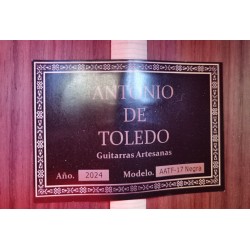 ANTONIO
DE
TOLEDO
Guitarras Artesanas
Año. 2024 Modelo. AATF-17 Negra